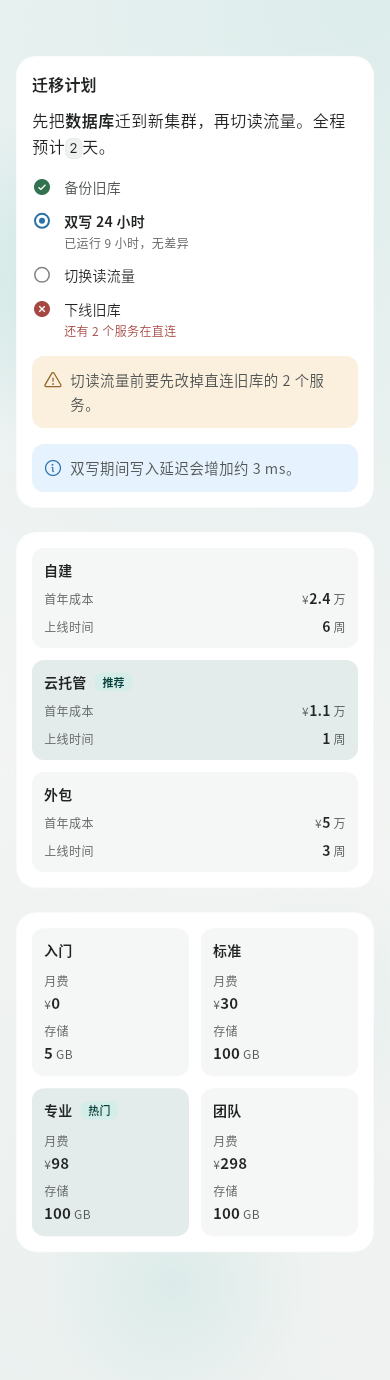 迁移计划
先把数据库迁到新集群，再切读流量。全程
预计 2 天。
备份旧库
双写 24 小时
已运行 9 小时，无差异
切换读流量
下线旧库
还有 2 个服务在直连
切读流量前要先改掉直连旧库的 2 个服
务。
双写期间写入延迟会增加约 3 ms。
自建
首年成本 ¥2.4 万
上线时间 6 周
云托管 推荐
首年成本 ¥1.1 万
上线时间 1 周
外包
首年成本 ¥5 万
上线时间 3 周
入门
月费
¥0
存储
5 GB
标准
月费
¥30
存储
100 GB
专业 热门
月费
¥98
存储
100 GB
团队
月费
¥298
存储
100 GB